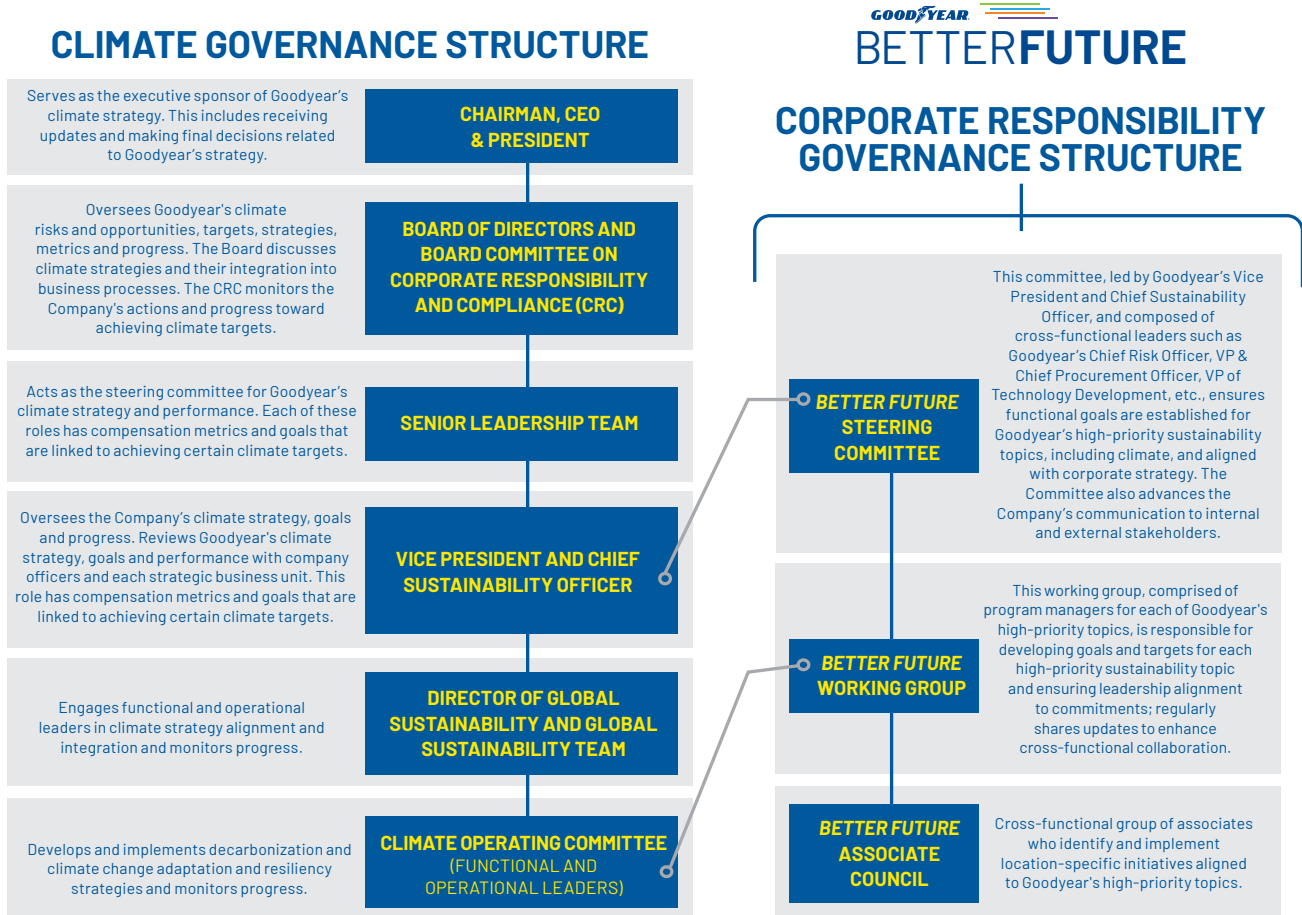 CLIMATE GOVERNANCE STRUCTURE
Serves as the executive sponsor of Goodyear’s
climate strategy. This includes receiving
updates and making final decisions related
to Goodyear’s strategy.
CHAIRMAN, CEO
& PRESIDENT
Oversees Goodyear's climate
risks and opportunities, targets, strategies,
metrics and progress. The Board discusses
climate strategies and their integration into
business processes. The CRC monitors the
Company's actions and progress toward
achieving climate targets.
BOARD OF DIRECTORS AND
BOARD COMMITTEE ON
CORPORATE RESPONSIBILITY
AND COMPLIANCE (CRC)
Acts as the steering committee for Goodyear’s
climate strategy and performance. Each of these
roles has compensation metrics and goals that
are linked to achieving certain climate targets.
SENIOR LEADERSHIP TEAM
Oversees the Company’s climate strategy, goals
and progress. Reviews Goodyear's climate
strategy, goals and performance with company
officers and each strategic business unit. This
role has compensation metrics and goals that are
linked to achieving certain climate targets.
VICE PRESIDENT AND CHIEF
SUSTAINABILITY OFFICER
Engages functional and operational
leaders in climate strategy alignment and
integration and monitors progress.
DIRECTOR OF GLOBAL
SUSTAINABILITY AND GLOBAL
SUSTAINABILITY TEAM
Develops and implements decarbonization and
climate change adaptation and resiliency
strategies and monitors progress.
CLIMATE OPERATING COMMITTEE
(FUNCTIONAL AND
OPERATIONAL LEADERS)
GOODYEAR
BETTERFUTURE
CORPORATE RESPONSIBILITY
GOVERNANCE STRUCTURE
BETTER FUTURE
STEERING
COMMITTEE
This committee, led by Goodyear’s Vice
President and Chief Sustainability
Officer, and composed of
cross-functional leaders such as
Goodyear’s Chief Risk Officer, VP &
Chief Procurement Officer, VP of
Technology Development, etc., ensures
functional goals are established for
Goodyear’s high-priority sustainability
topics, including climate, and aligned
with corporate strategy. The
Committee also advances the
Company’s communication to internal
and external stakeholders.
BETTER FUTURE
WORKING GROUP
This working group, comprised of
program managers for each of Goodyear's
high-priority topics, is responsible for
developing goals and targets for each
high-priority sustainability topic
and ensuring leadership alignment
to commitments; regularly
shares updates to enhance
cross-functional collaboration.
BETTER FUTURE
ASSOCIATE
COUNCIL
Cross-functional group of associates
who identify and implement
location-specific initiatives aligned
to Goodyear's high-priority topics.